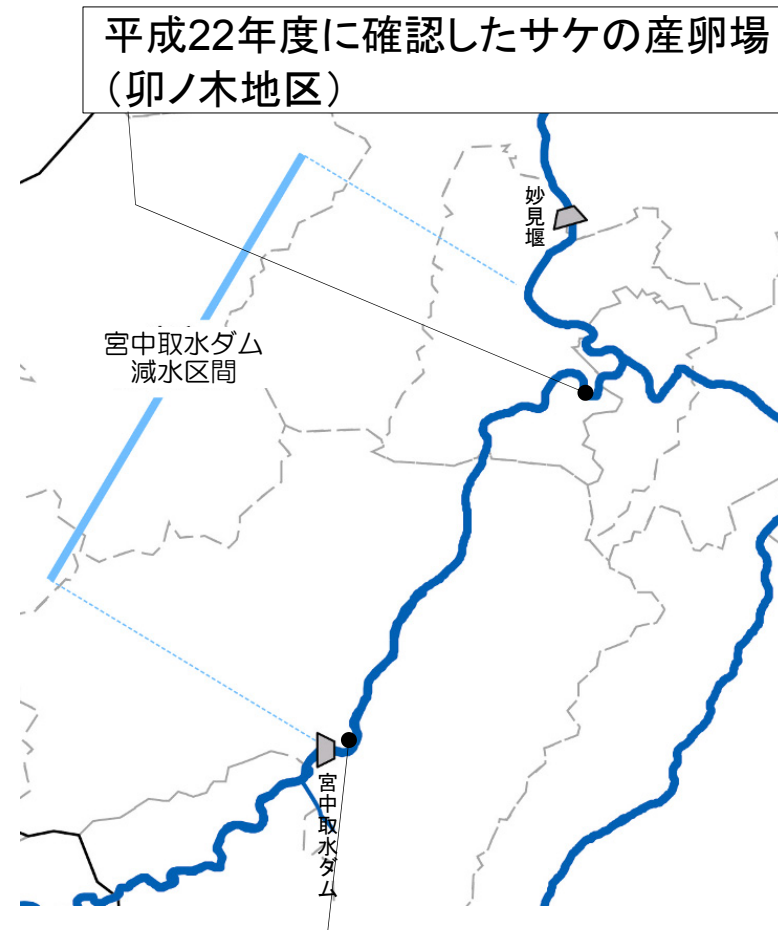 平成22年度に確認したサケの産卵場
（卯ノ木地区）
妙見堰
宮中取水ダム
減水区間
宮中取水ダム